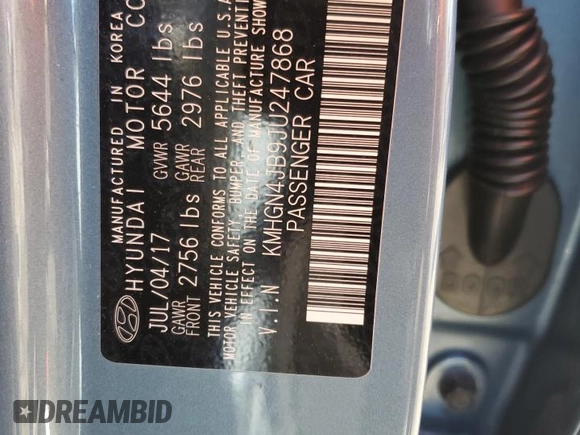 MANUFACTURED IN KOREA
HYUNDAI MOTOR CO
JUL/04/17 GVWR 5644 lbs
GAWR FRONT 2756 lbs GAWR REAR 2976 lbs
THIS VEHICLE CONFORMS TO ALL APPLICABLE U.S.A
MOTOR VEHICLE SAFETY, BUMPER, AND THEFT PREVENTI
IN EFFECT ON THE DATE OF MANUFACTURE SHOW
V.I.N KMHGN4JB9JU247868
PASSENGER CAR
DREAMBID